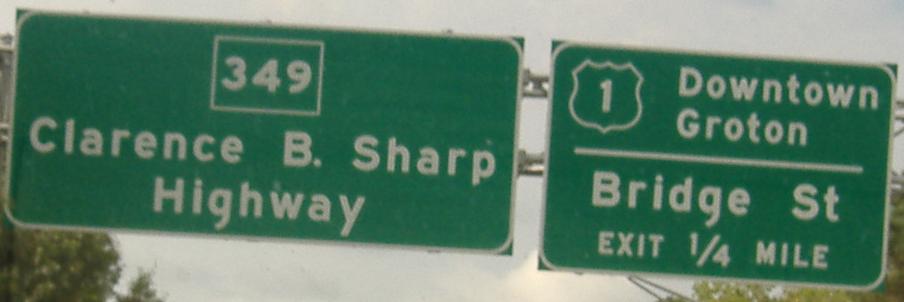 349
Clarence B. Sharp
Highway
1
Downtown
Groton
Bridge St
EXIT 1/4 MILE